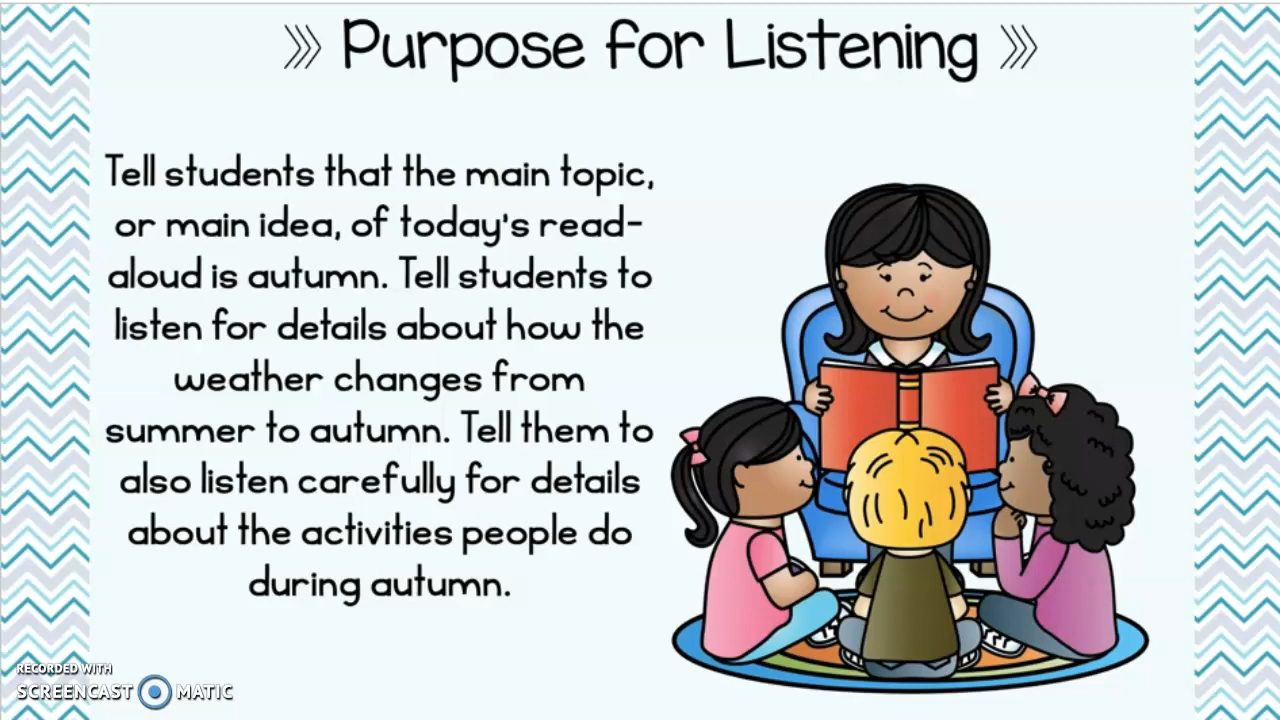 Purpose for Listening
Tell students that the main topic,
or main idea, of today's read-
aloud is autumn. Tell students to
listen for details about how the
weather changes from
summer to autumn. Tell them to
also listen carefully for details
about the activities people do
during autumn.
RECORDED WITH
SCREENCAST MATIC